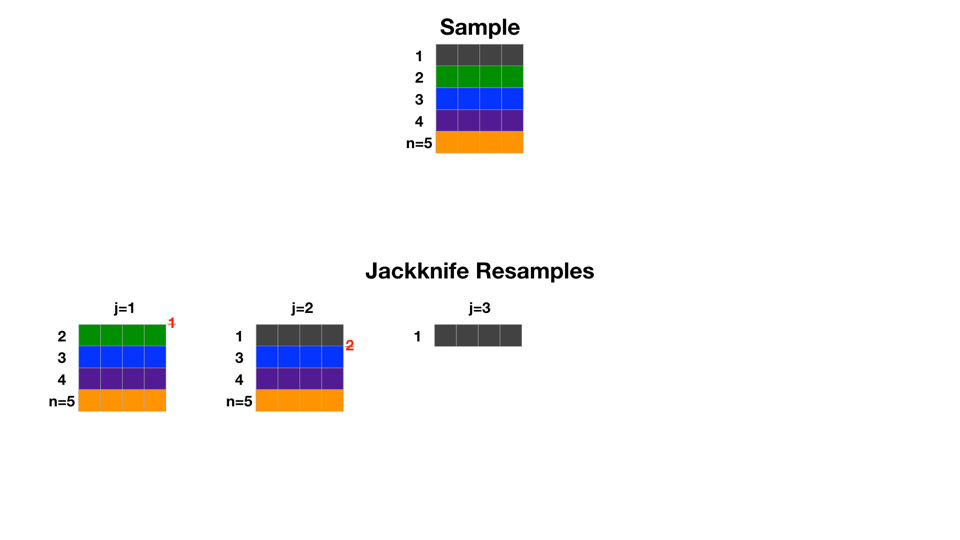 Sample
1
2
3
4
n=5
Jackknife Resamples
j=1 j=2 j=3
1
2 1 1
2
3 3
4 4
n=5 n=5